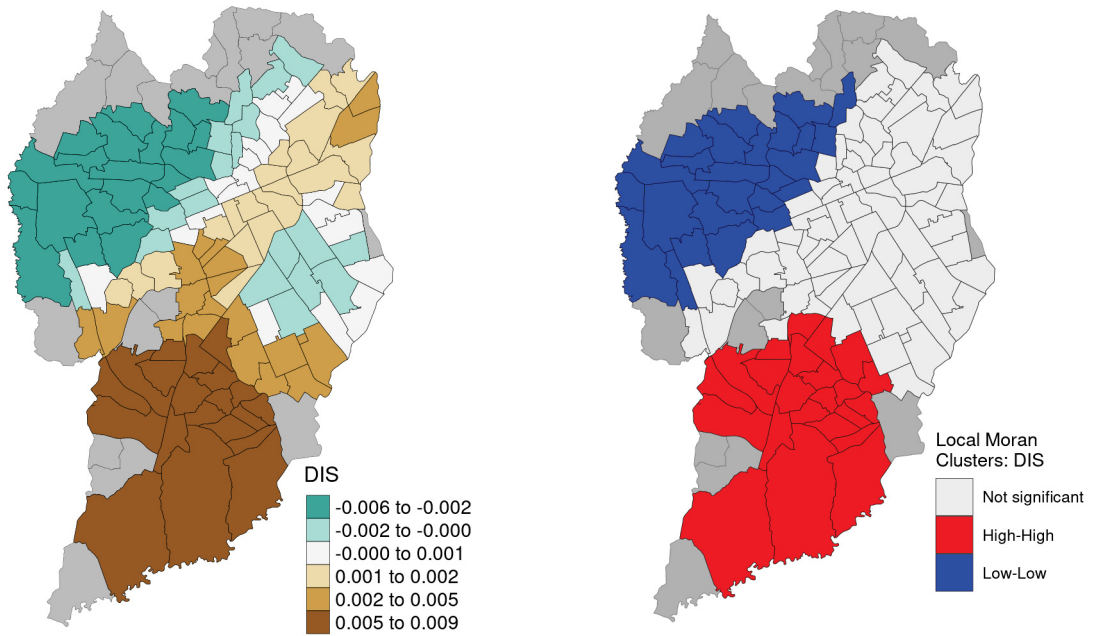 DIS
-0.006 to -0.002
-0.002 to -0.000
-0.000 to 0.001
0.001 to 0.002
0.002 to 0.005
0.005 to 0.009
Local Moran
Clusters: DIS
Not significant
High-High
Low-Low